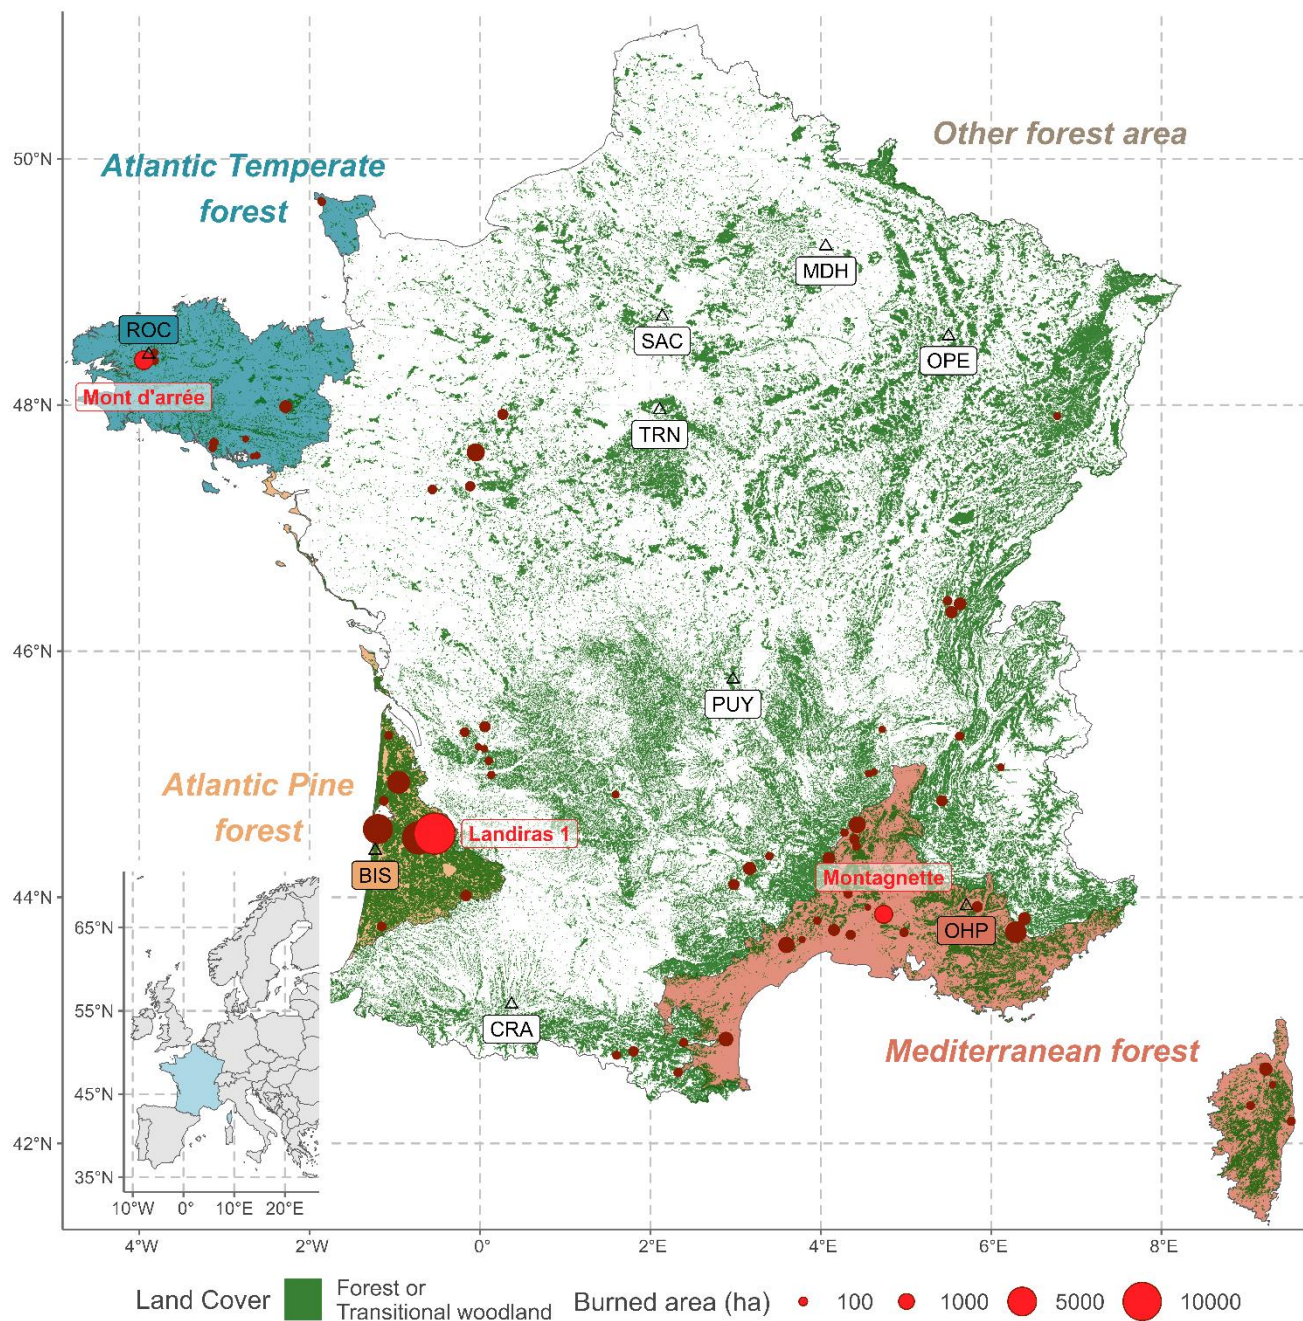 50°N
48°N
46°N
44°N
42°N
Other forest area
Atlantic Temperate
forest
MDH
ROC
SAC
OPE
Mont d'arrée
TRN
PUY
Atlantic Pine
forest
Landiras 1
BIS
Montagnette
OHP
CRA
Mediterranean forest
65°N
55°N
45°N
35°N
10°W 0° 10°E 20°E
4°W 2°W 0° 2°E 4°E 6°E 8°E
Land Cover
Forest or
Transitional woodland
Burned area (ha) 100 1000 5000 10000